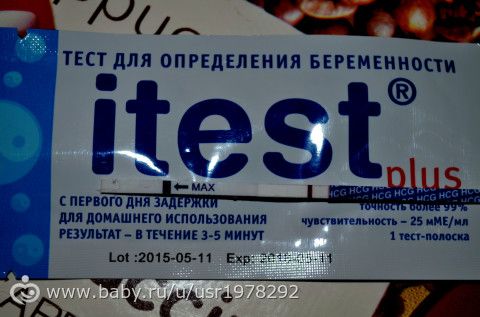 ТЕСТ ДЛЯ ОПРЕДЕЛЕНИЯ БЕРЕМЕННОСТИ
itest®
plus
← MAX
HCG HCG HCG HCG HCG
С ПЕРВОГО ДНЯ ЗАДЕРЖКИ
ДЛЯ ДОМАШНЕГО ИСПОЛЬЗОВАНИЯ
РЕЗУЛЬТАТ – В ТЕЧЕНИЕ 3-5 МИНУТ
точность более 99%
чувствительность – 25 мМЕ/мл
1 тест-полоска
Lot :2015-05-11 Exp:
www.baby.ru/u/usr1978292